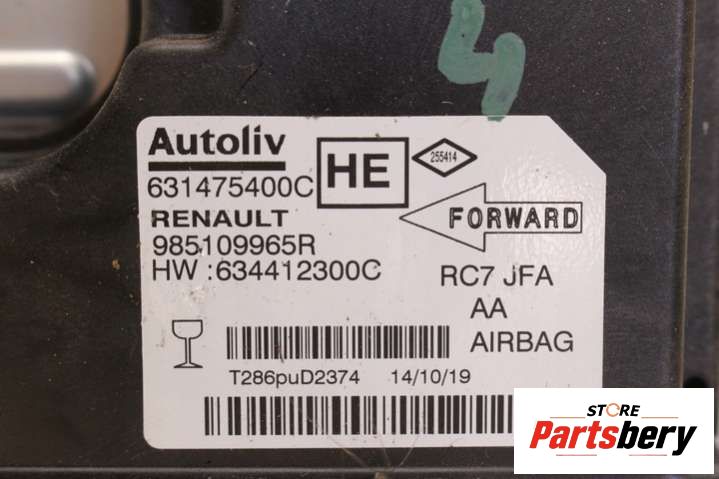 4
Autoliv
631475400C
HE
255414
RENAULT
985109965R
HW :634412300C
FORWARD
RC7 JFA
AA
AIRBAG
T286puD2374 14/10/19
STORE
Partsbery